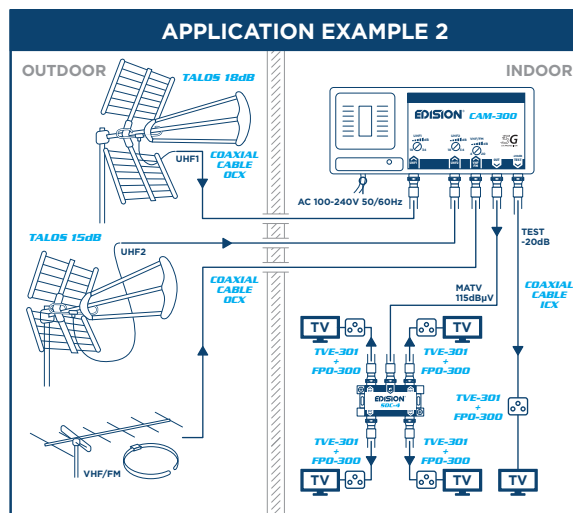 APPLICATION EXAMPLE 2
OUTDOOR
INDOOR
TALOS 18dB
UHF1
COAXIAL
CABLE
OCX
EDISION
CAM-300
AC 100-240V 50/60Hz
TALOS 15dB
UHF2
COAXIAL
CABLE
OCX
VHF/FM
TEST
-20dB
MATV
115dBμV
COAXIAL
CABLE
ICX
TV
TV
TVE-301
+
FPO-300
TVE-301
+
FPO-300
EDISION
SDC-4
TVE-301
+
FPO-300
TVE-301
+
FPO-300
TVE-301
+
FPO-300
TV
TV
TV